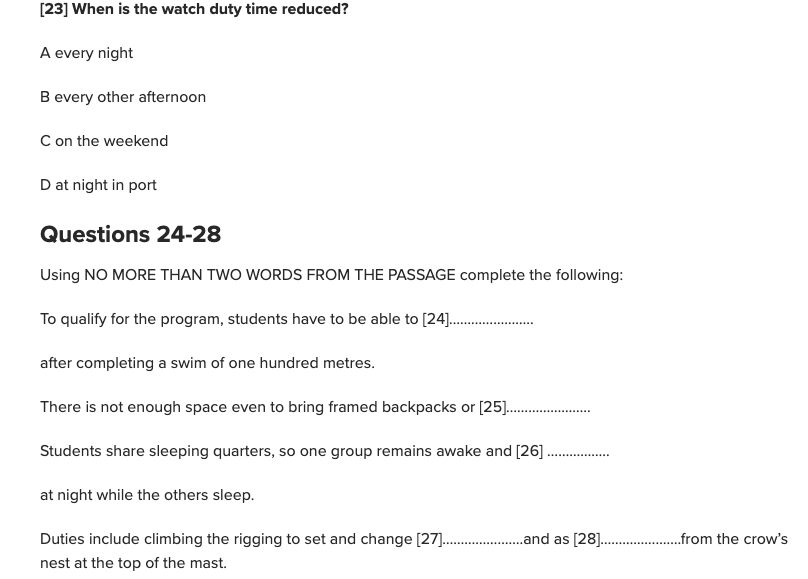 [23] When is the watch duty time reduced?
A every night
B every other afternoon
C on the weekend
D at night in port
Questions 24-28
Using NO MORE THAN TWO WORDS FROM THE PASSAGE complete the following:
To qualify for the program, students have to be able to [24].......................
after completing a swim of one hundred metres.
There is not enough space even to bring framed backpacks or [25].......................
Students share sleeping quarters, so one group remains awake and [26] .................
at night while the others sleep.
Duties include climbing the rigging to set and change [27]......................and as [28]......................from the crow’s
nest at the top of the mast.